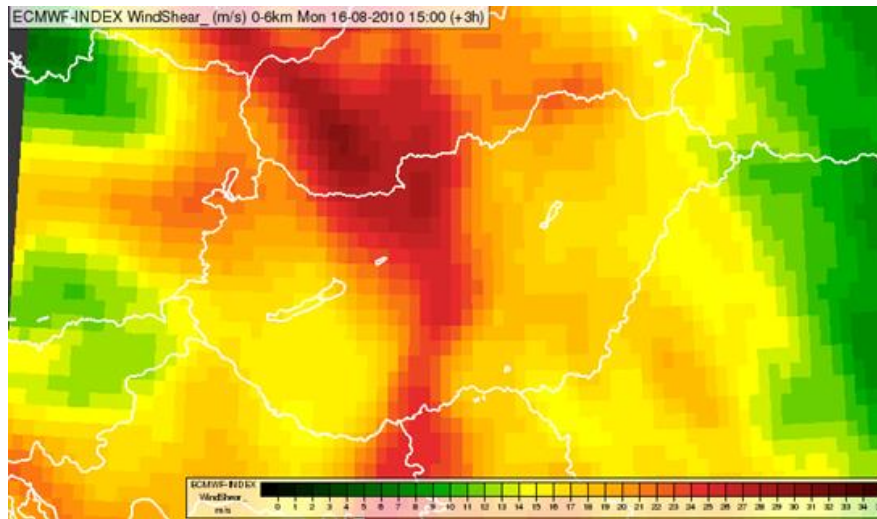 ECMWF-INDEX WindShear_ (m/s) 0-6km Mon 16-08-2010 15:00 (+3h)
ECMWF-INDEX
WindShear_
m/s
0 1 2 3 4 5 6 7 8 9 10 11 12 13 14 15 16 17 18 19 20 21 22 23 24 25 26 27 28 29 30 31 32 33 34